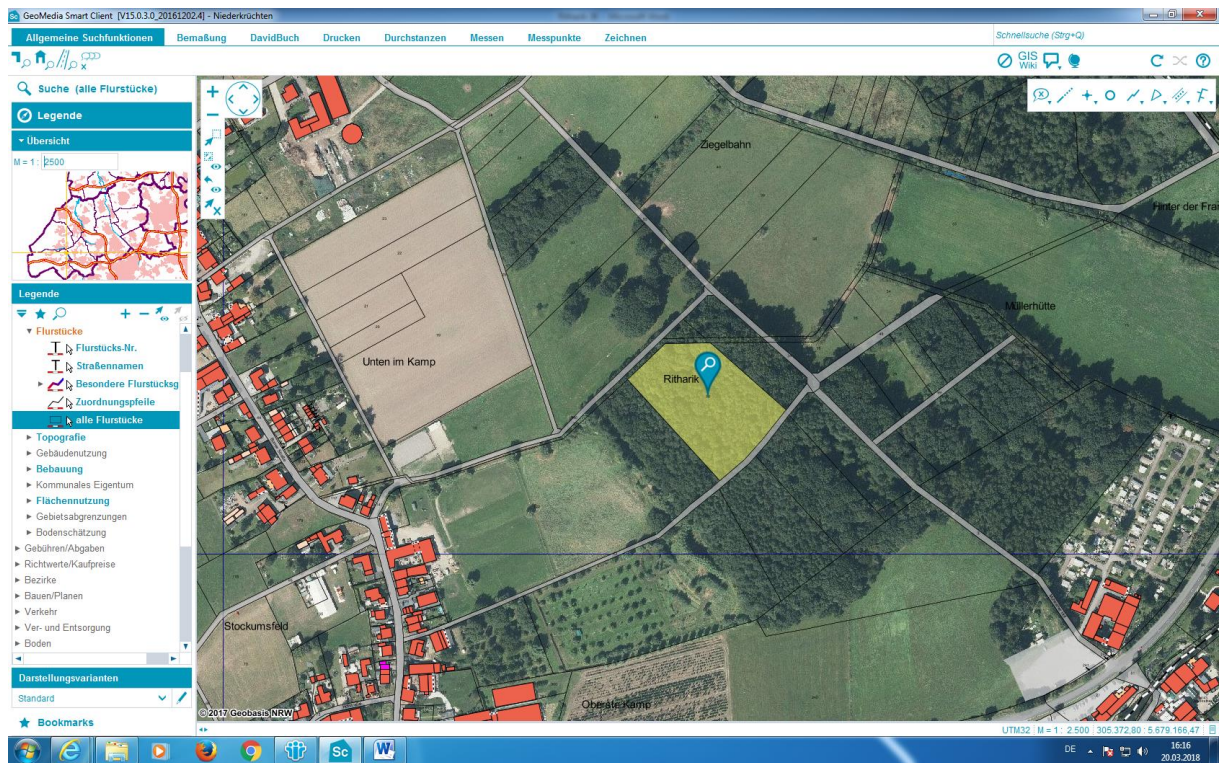 GeoMedia Smart Client [V15.0.3.0_20161202.4] - Niederkrüchten
Allgemeine Suchfunktionen Bemaßung DavidBuch Drucken Durchstanzen Messen Messpunkte Zeichnen
Schnellsuche (Strg+Q)
GIS
Wiki
Suche (alle Flurstücke)
Legende
Übersicht
M = 1 : 2500
Legende
Flurstücke
Flurstücks-Nr.
Straßennamen
Besondere Flurstücksg
Zuordnungspfeile
alle Flurstücke
Topografie
Gebäudenutzung
Bebauung
Kommunales Eigentum
Flächennutzung
Gebietsabgrenzungen
Bodenschätzung
Gebühren/Abgaben
Richtwerte/Kaufpreise
Bezirke
Bauen/Planen
Verkehr
Ver- und Entsorgung
Boden
Darstellungsvarianten
Standard
Bookmarks
Ziegelbahn
Hinter der Fra
Müllerhütte
Unten im Kamp
Ritharik
Stockumsfeld
Oberste Kamp
© 2017 Geobasis NRW
UTM32 M = 1 : 2.500 305.372,80 : 5.679.166,47
Sc
W
DE
16:16
20.03.2018